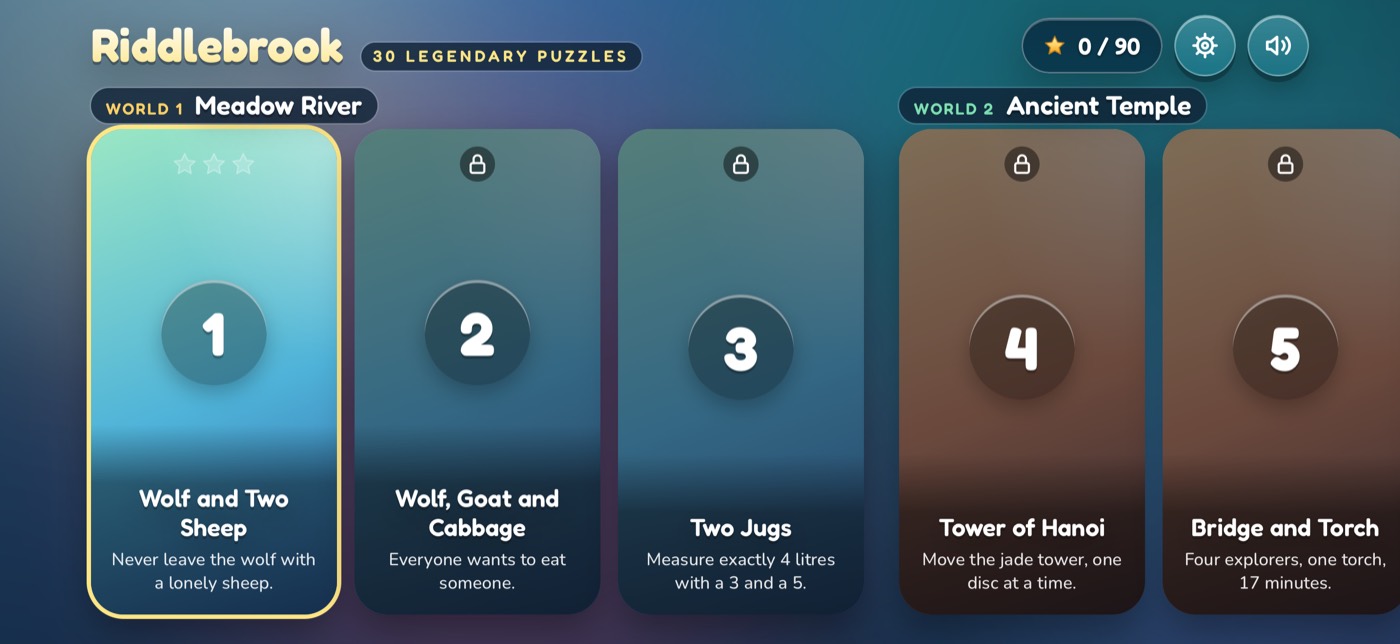 Riddlebrook
30 LEGENDARY PUZZLES
0 / 90
WORLD 1 Meadow River
WORLD 2 Ancient Temple
1
Wolf and Two
Sheep
Never leave the wolf with
a lonely sheep.
2
Wolf, Goat and
Cabbage
Everyone wants to eat
someone.
3
Two Jugs
Measure exactly 4 litres
with a 3 and a 5.
4
Tower of Hanoi
Move the jade tower, one
disc at a time.
5
Bridge and Torch
Four explorers, one torch,
17 minutes.